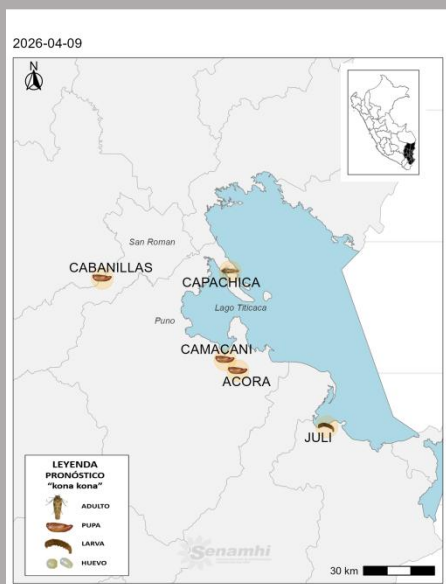 2026-04-09
N
San Roman
CABANILLAS
CAPACHICA
Lago Titicaca
Puno
CAMACANI
ACORA
JULI
LEYENDA
PRONÓSTICO
"kona kona"
ADULTO
PUPA
LARVA
HUEVO
Senamhi
30 km